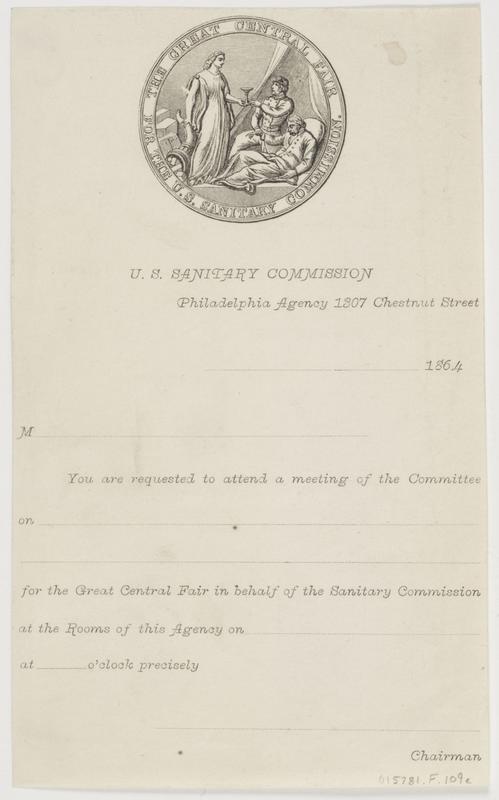 THE GREAT CENTRAL FAIR
FOR THE U.S. SANITARY COMMISSION.
U. S. SANITARY COMMISSION
Philadelphia Agency 1307 Chestnut Street
1864
M
You are requested to attend a meeting of the Committee
on
for the Great Central Fair in behalf of the Sanitary Commission
at the Rooms of this Agency on
at o'clock precisely
Chairman
015781.F.109c